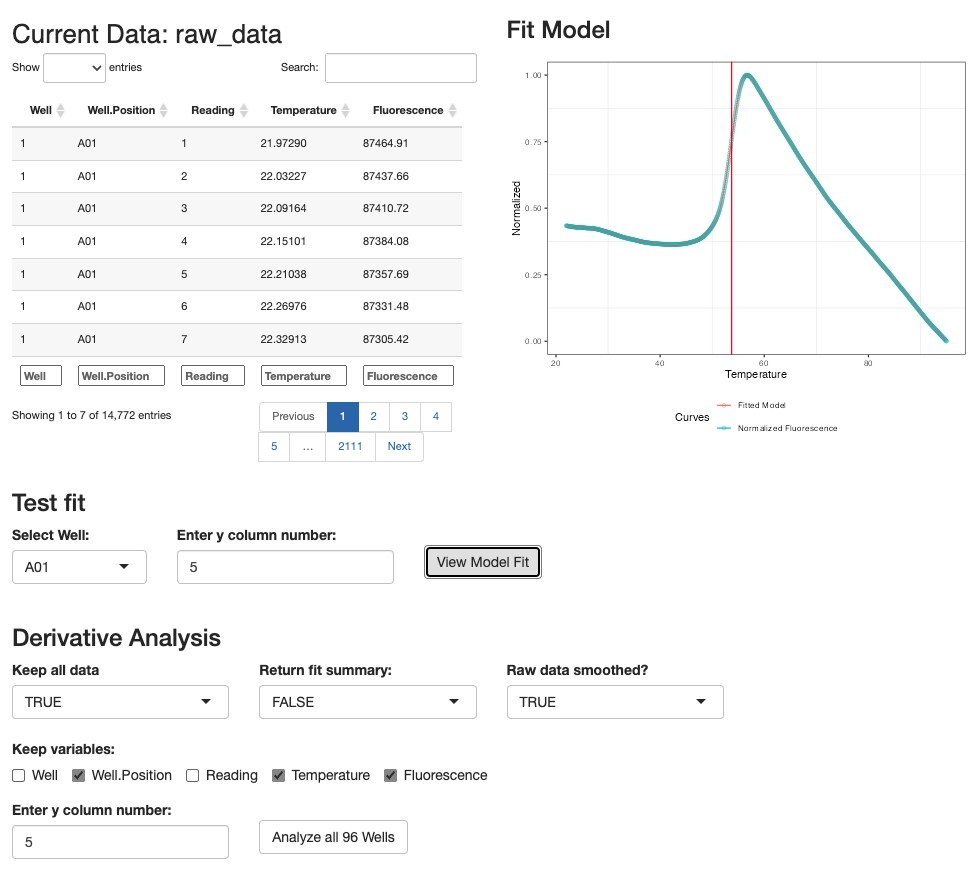 Current Data: raw_data
Show entries Search:
Well Well.Position Reading Temperature Fluorescence
1 A01 1 21.97290 87464.91
1 A01 2 22.03227 87437.66
1 A01 3 22.09164 87410.72
1 A01 4 22.15101 87384.08
1 A01 5 22.21038 87357.69
1 A01 6 22.26976 87331.48
1 A01 7 22.32913 87305.42
Well Well.Position Reading Temperature Fluorescence
Showing 1 to 7 of 14,772 entries
Previous 1 2 3 4
5 … 2111 Next
Fit Model
1.00
0.75
0.50
0.25
0.00
Normalized
20 40 60 80
Temperature
Curves
Fitted Model
Normalized Fluorescence
Test fit
Select Well: Enter y column number:
A01 5 View Model Fit
Derivative Analysis
Keep all data Return fit summary: Raw data smoothed?
TRUE FALSE TRUE
Keep variables:
Well Well.Position Reading Temperature Fluorescence
Enter y column number:
5 Analyze all 96 Wells